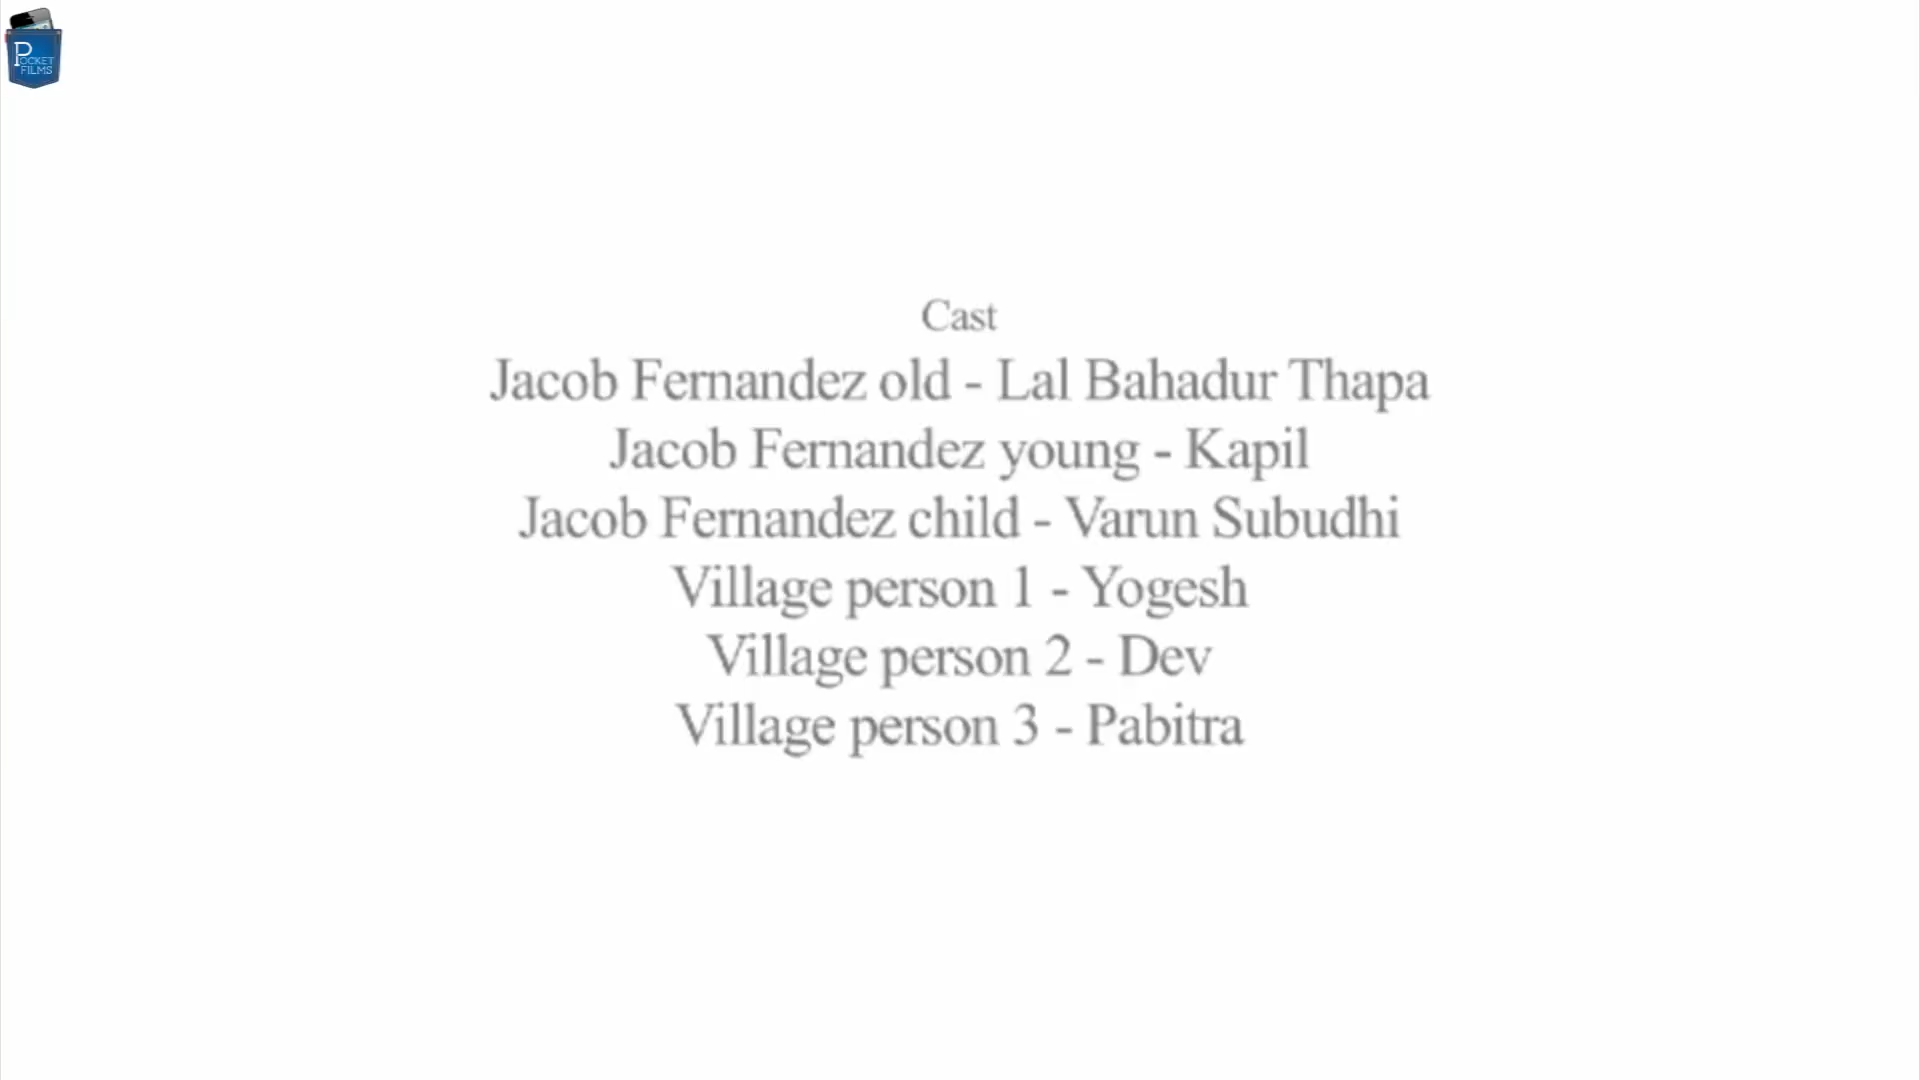 POCKET
FILMS
Cast
Jacob Fernandez old - Lal Bahadur Thapa
Jacob Fernandez young - Kapil
Jacob Fernandez child - Varun Subudhi
Village person 1 - Yogesh
Village person 2 - Dev
Village person 3 - Pabitra